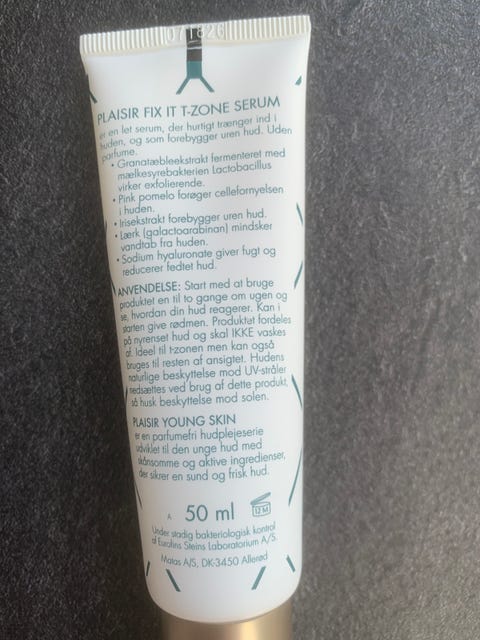 071826
PLAISIR FIX IT T-ZONE SERUM
er en let serum, der hurtigt trænger ind i
huden, og som forebygger uren hud. Uden
parfume.
• Granatæbleekstrakt fermenteret med
mælkesyrebakterien Lactobacillus
virker exfolierende.
• Pink pomelo forøger cellefornyelsen
i huden.
• Irisekstrakt forebygger uren hud.
• Lærk (galactoarabinan) mindsker
vandtab fra huden.
• Sodium hyaluronate giver fugt og
reducerer fedtet hud.
ANVENDELSE: Start med at bruge
produktet en til to gange om ugen og
se, hvordan din hud reagerer. Kan i
starten give rødmen. Produktet fordeles
på nyrenset hud og skal IKKE vaskes
af. Ideel til t-zonen men kan også
bruges til resten af ansigtet. Hudens
naturlige beskyttelse mod UV-stråler
nedsættes ved brug af dette produkt,
så husk beskyttelse mod solen.
PLAISIR YOUNG SKIN
er en parfumefri hudplejeserie
udviklet til den unge hud med
skånsomme og aktive ingredienser,
der sikrer en sund og frisk hud.
A 50 ml 12 M
Under stadig bakteriologisk kontrol
af Eurofins Steins Laboratorium A/S.
Matas A/S, DK-3450 Allerød